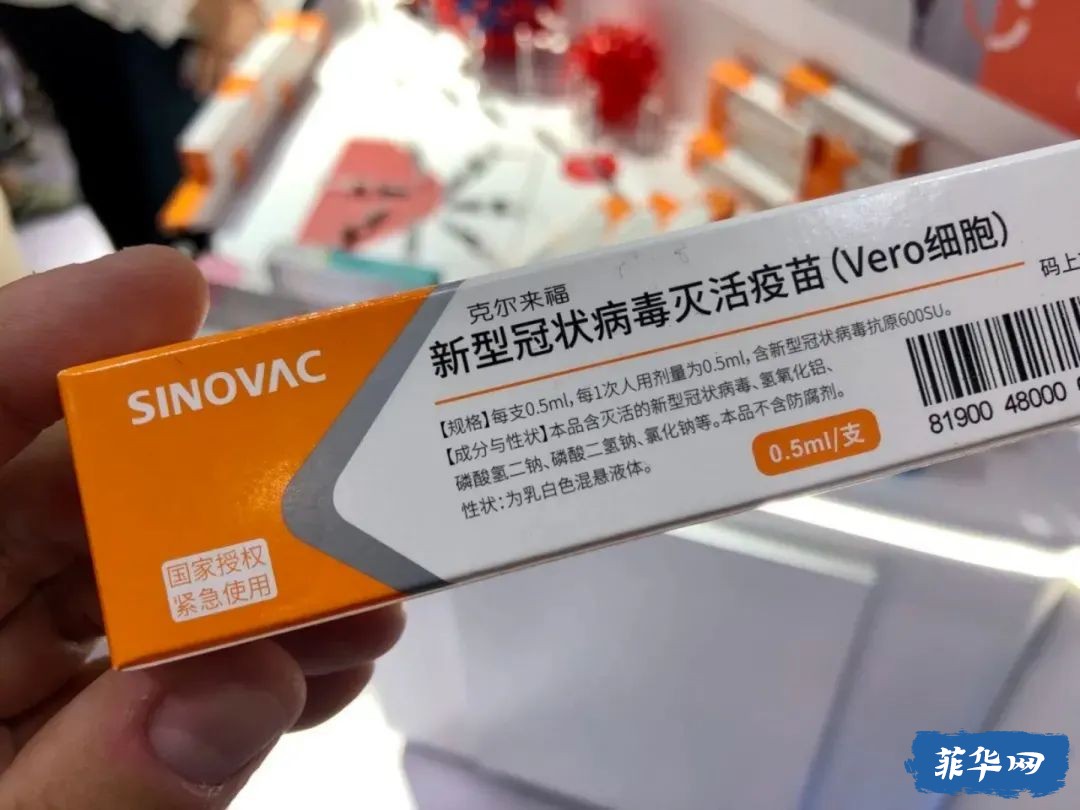 SINOVAC
国家授权
紧急使用
克尔来福
新型冠状病毒灭活疫苗(Vero细胞)
【规格】每支0.5ml,每1次人用剂量为0.5ml,含新型冠状病毒抗原600SU。
【成分与性状】本品含灭活的新型冠状病毒、氢氧化铝、
磷酸氢二钠、磷酸二氢钠、氯化钠等。本品不含防腐剂。
性状:为乳白色混悬液体。
0.5ml/支
码上
81900 48000
菲华网